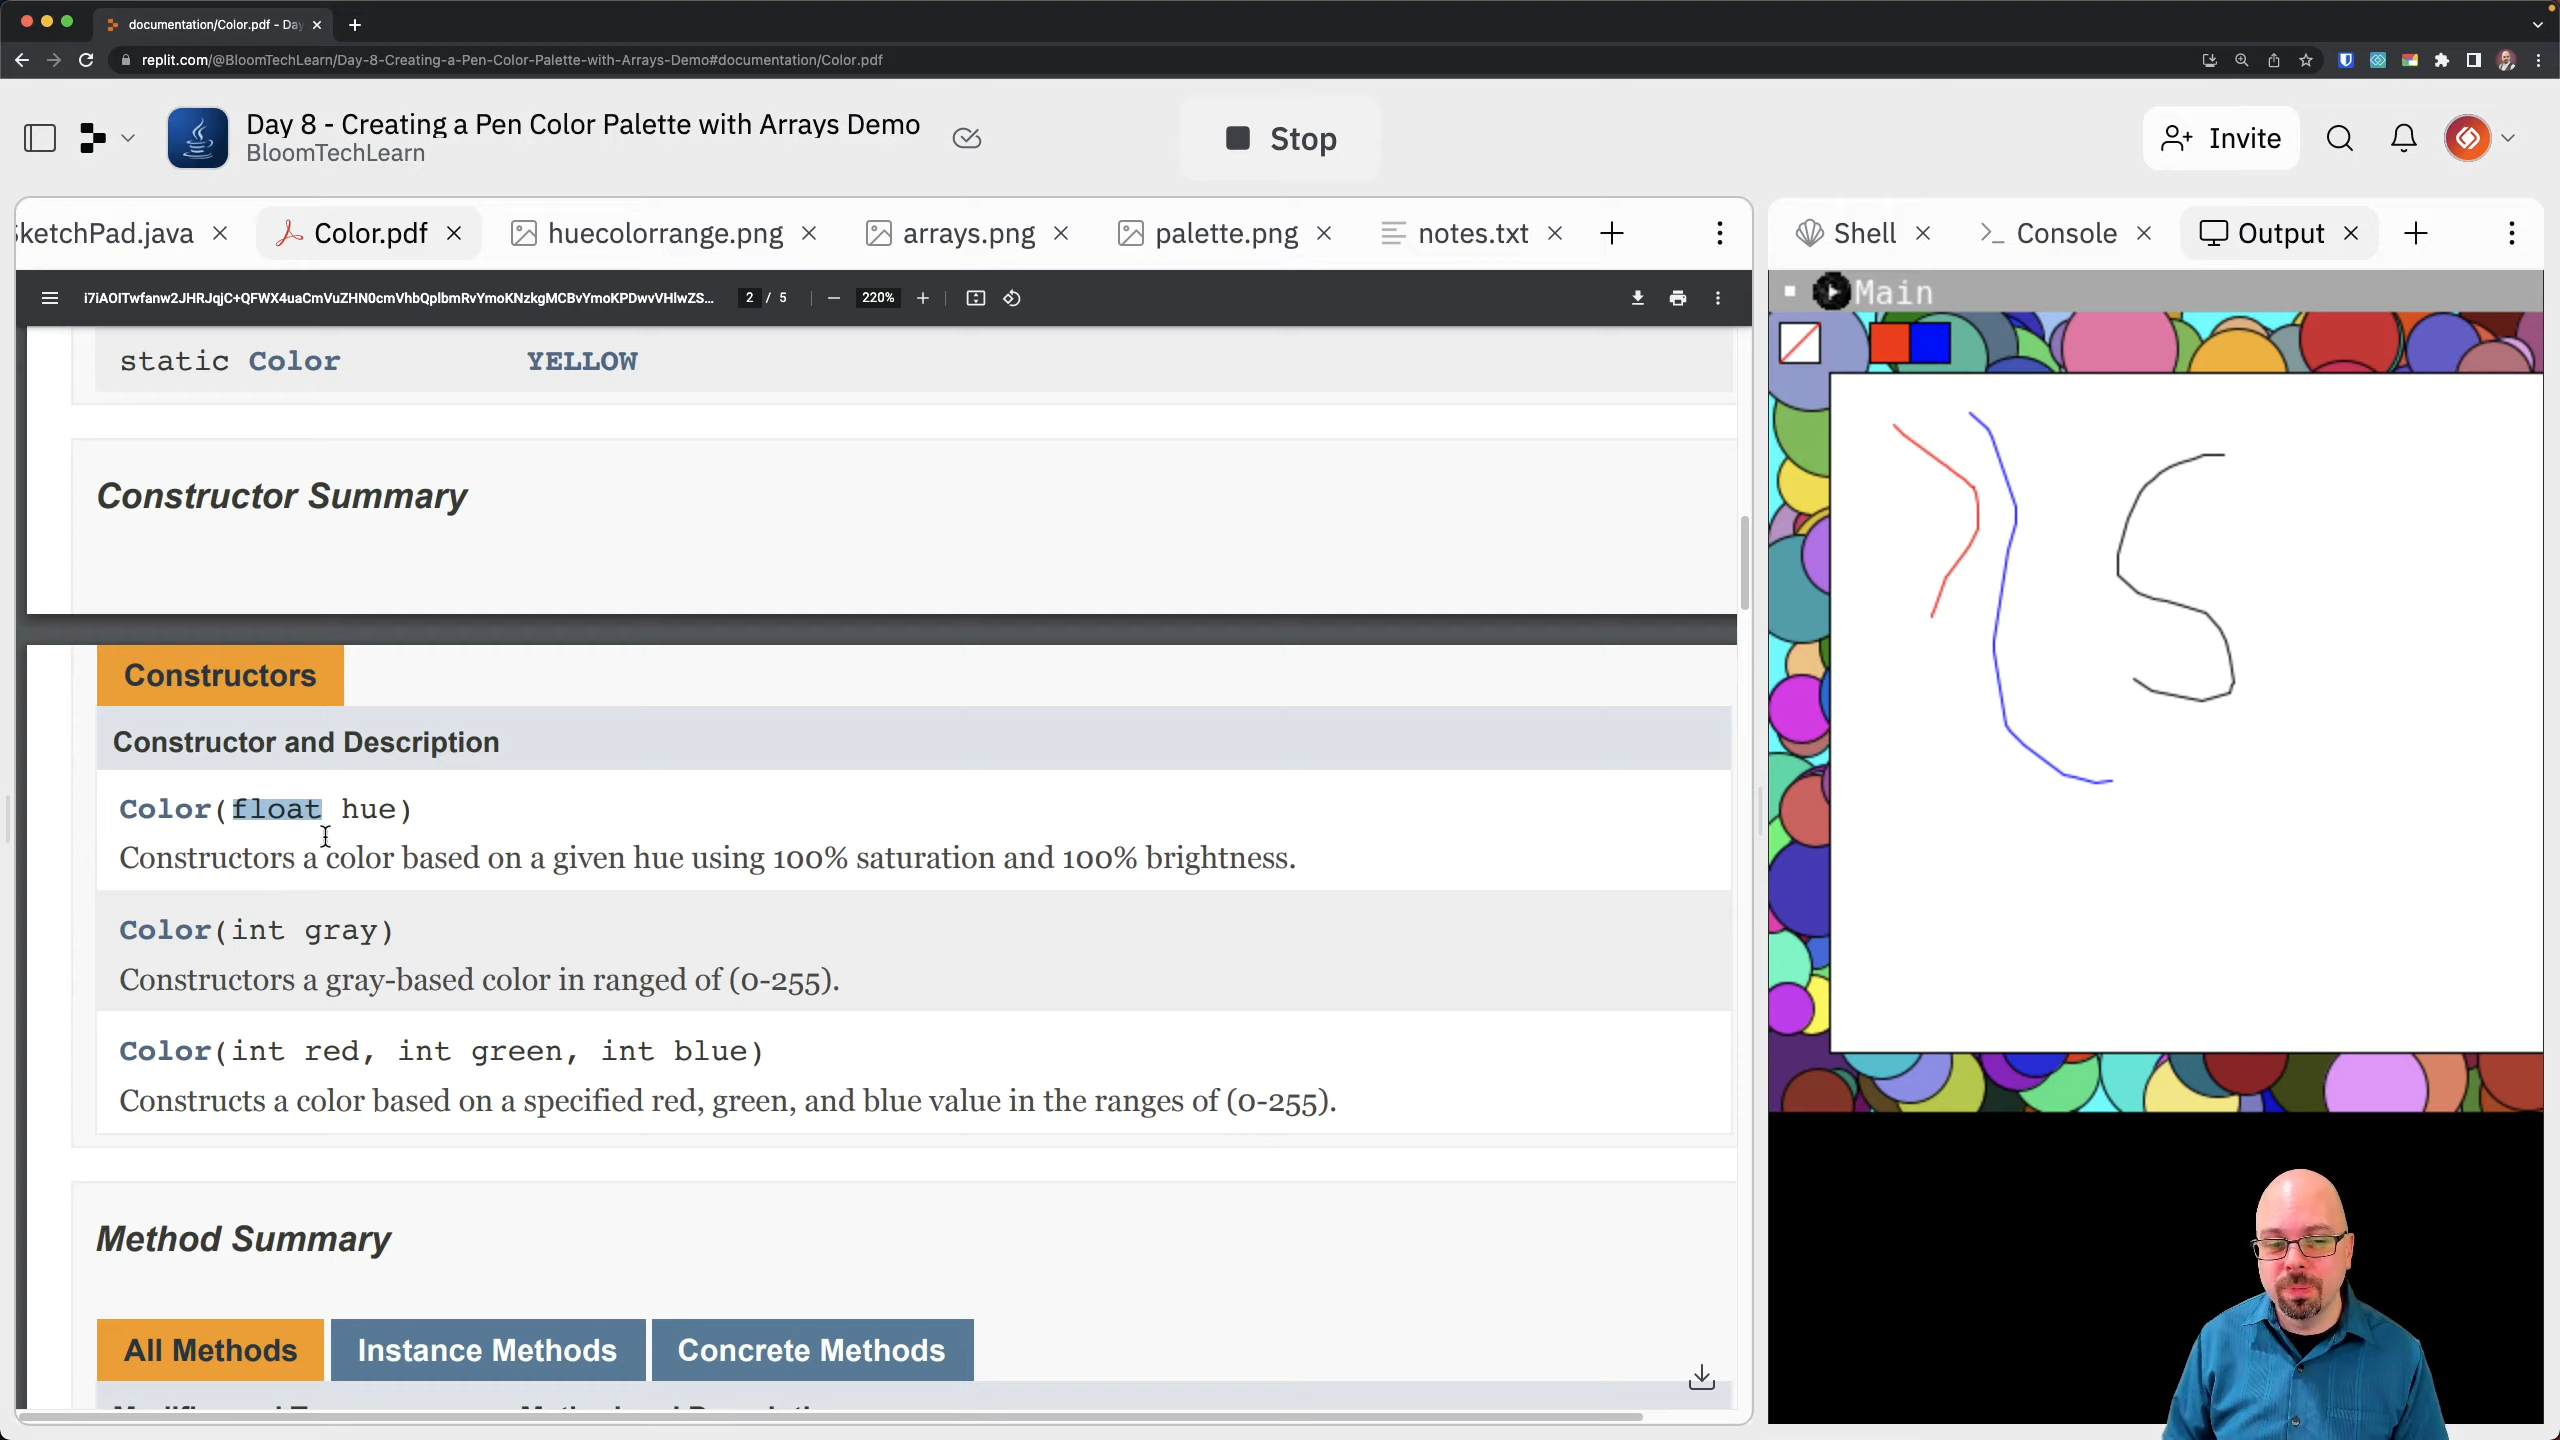 documentation/Color.pdf - Day
replit.com/@BloomTechLearn/Day-8-Creating-a-Pen-Color-Palette-with-Arrays-Demo#documentation/Color.pdf
Day 8 - Creating a Pen Color Palette with Arrays Demo
BloomTechLearn
Stop
Invite
ketchPad.java
Color.pdf
huecolorrange.png
arrays.png
palette.png
notes.txt
Shell
Console
Output
2 / 5
220%
Main
static Color YELLOW
Constructor Summary
Constructors
Constructor and Description
Color(float hue)
Constructors a color based on a given hue using 100% saturation and 100% brightness.
Color(int gray)
Constructors a gray-based color in ranged of (0-255).
Color(int red, int green, int blue)
Constructs a color based on a specified red, green, and blue value in the ranges of (0-255).
Method Summary
All Methods
Instance Methods
Concrete Methods